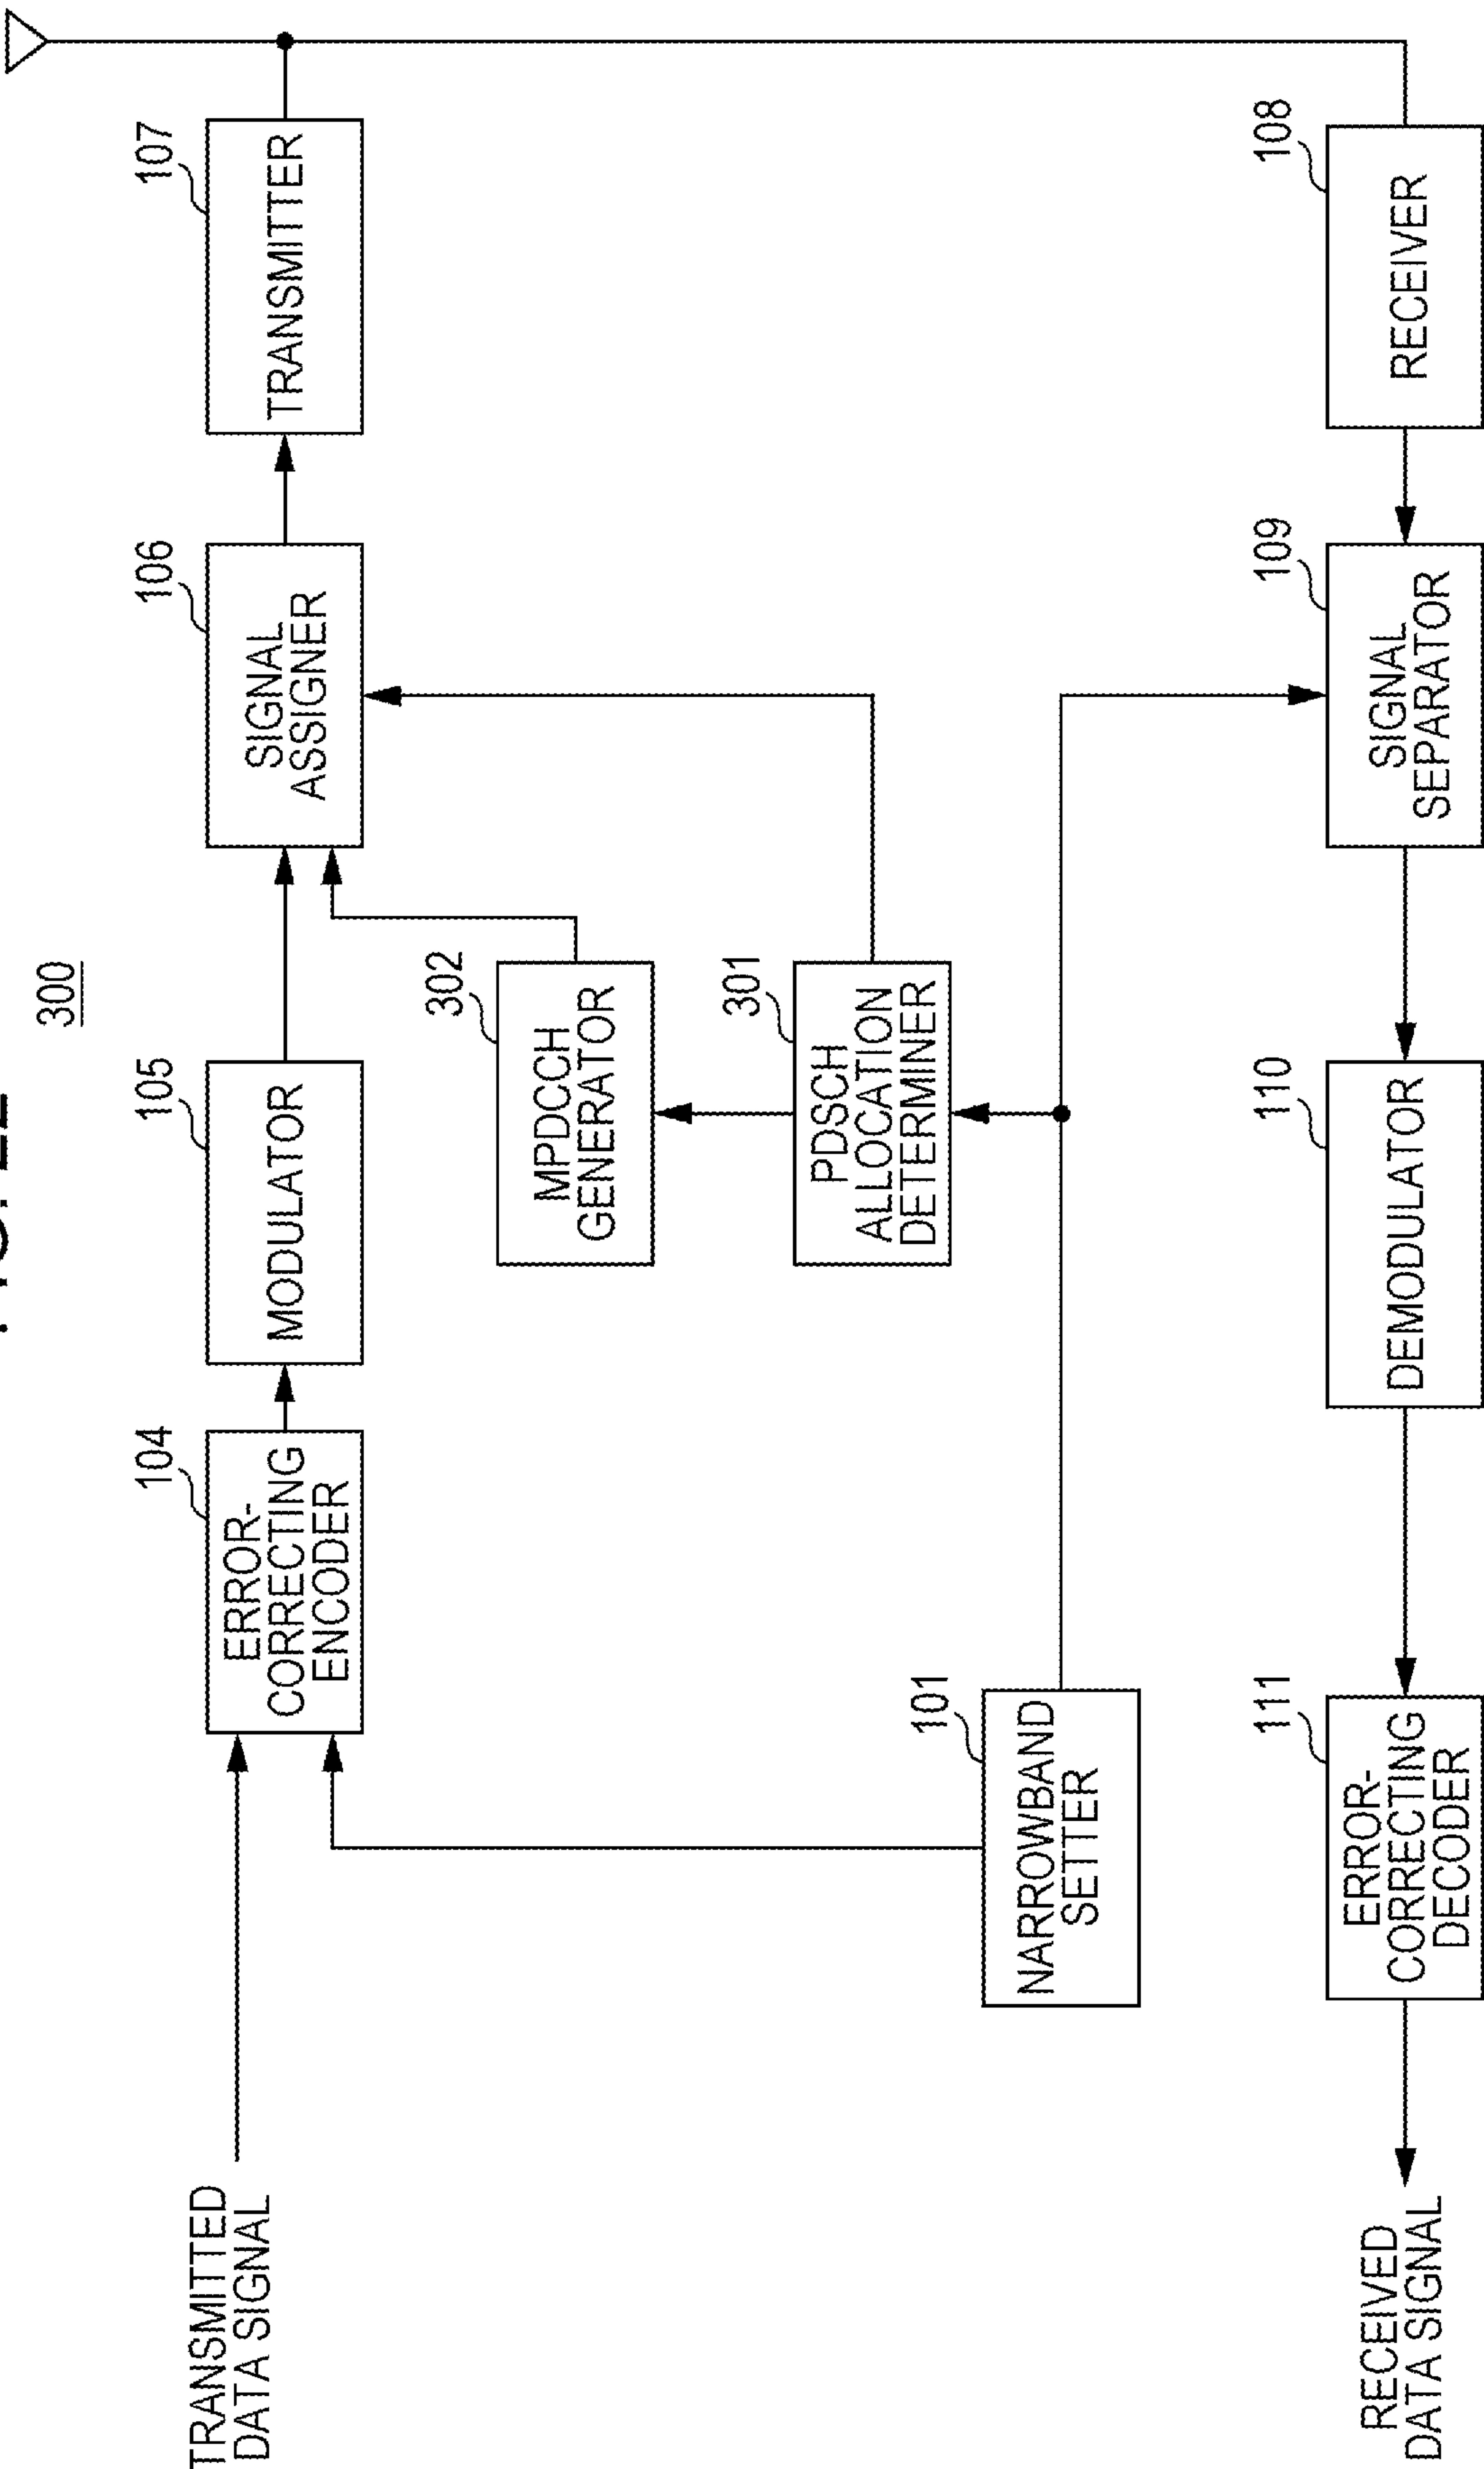 300
TRANSMITTED
DATA SIGNAL
104
ERROR-
CORRECTING
ENCODER
105
MODULATOR
106
SIGNAL
ASSIGNER
107
TRANSMITTER
302
MPDCCH
GENERATOR
301
PDSCH
ALLOCATION
DETERMINER
101
NARROWBAND
SETTER
RECEIVED
DATA SIGNAL
111
ERROR-
CORRECTING
DECODER
110
DEMODULATOR
109
SIGNAL
SEPARATOR
108
RECEIVER